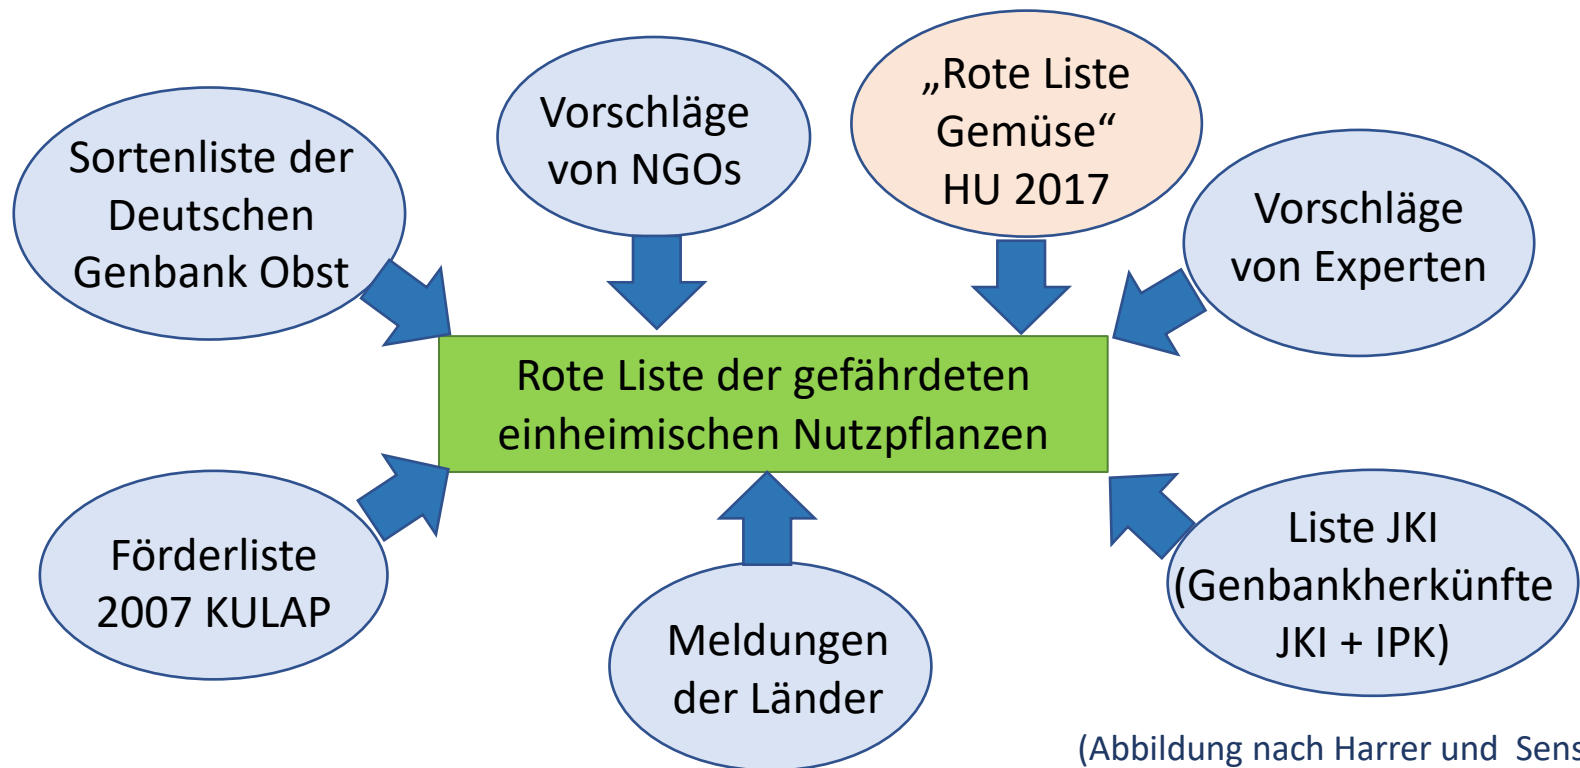 Sortenliste der
Deutschen
Genbank Obst
Vorschläge
von NGOs
„Rote Liste
Gemüse“
HU 2017
Vorschläge
von Experten
Rote Liste der gefährdeten
einheimischen Nutzpflanzen
Förderliste
2007 KULAP
Meldungen
der Länder
Liste JKI
(Genbankherkünfte
JKI + IPK)
(Abbildung nach Harrer und Sens